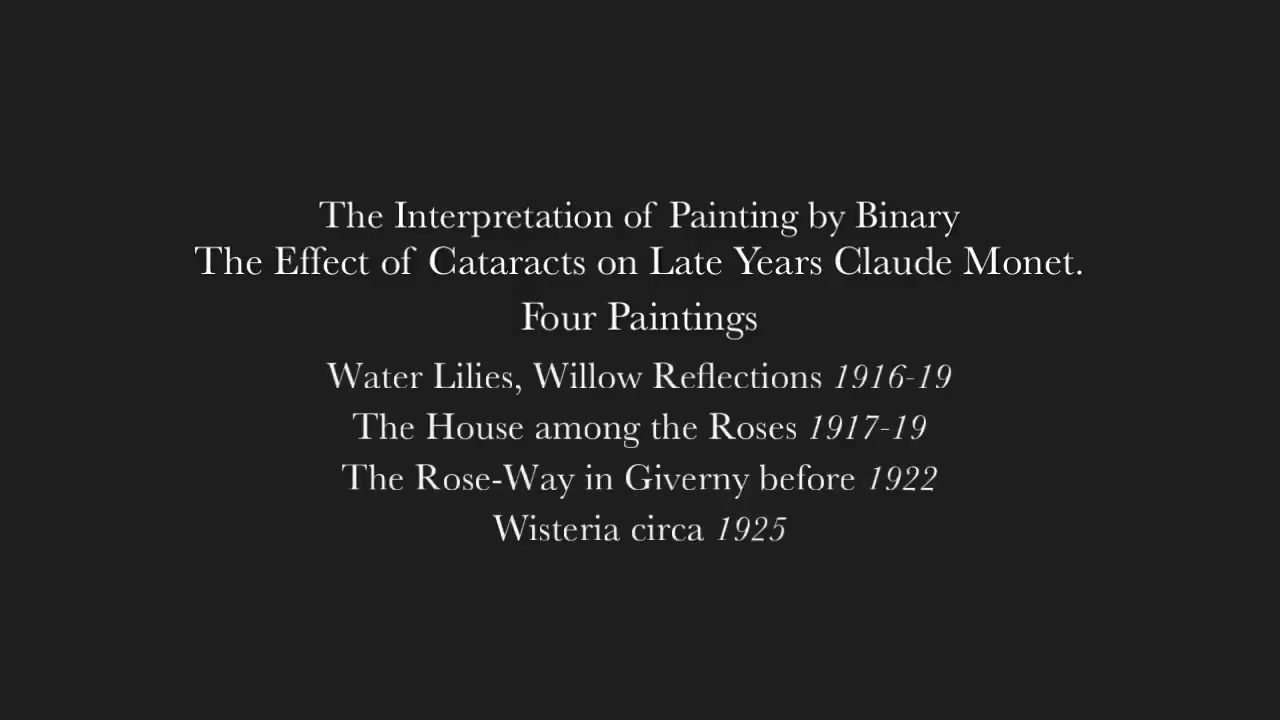 The Interpretation of Painting by Binary
The Effect of Cataracts on Late Years Claude Monet.
Four Paintings
Water Lilies, Willow Reflections 1916-19
The House among the Roses 1917-19
The Rose-Way in Giverny before 1922
Wisteria circa 1925